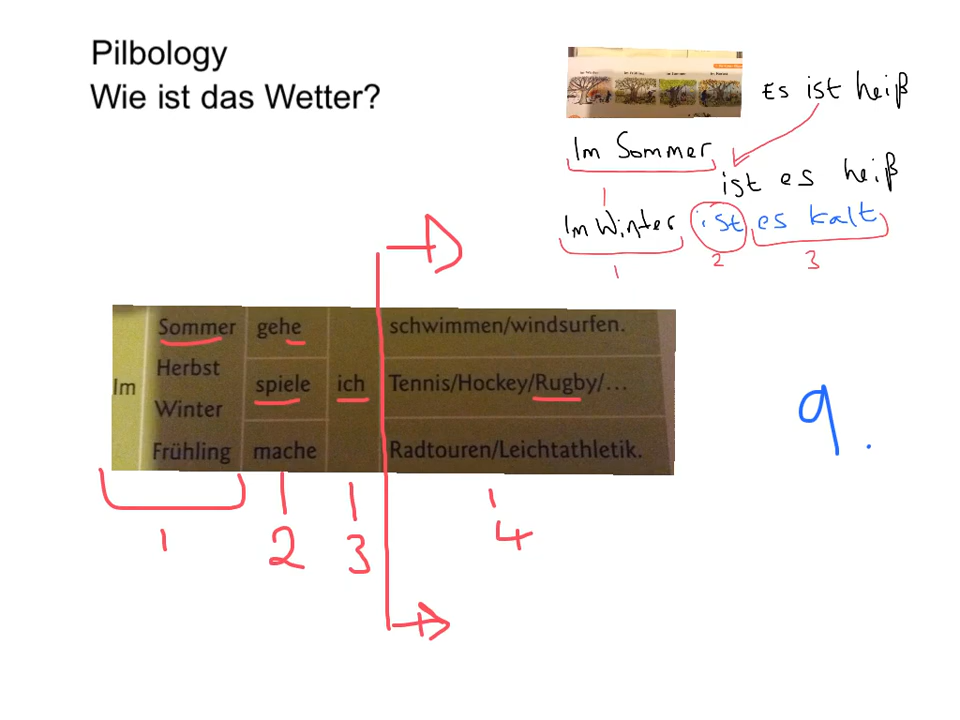 Pilbology
Wie ist das Wetter?
Es ist heiß
Im Sommer
ist es heiß
1
Im Winter ist es kalt
1 2 3
Sommer gehe schwimmen/windsurfen.
Herbst
Im spiele ich Tennis/Hockey/Rugby/...
Winter
Frühling mache Radtouren/Leichtathletik.
9.
1 2 3 4